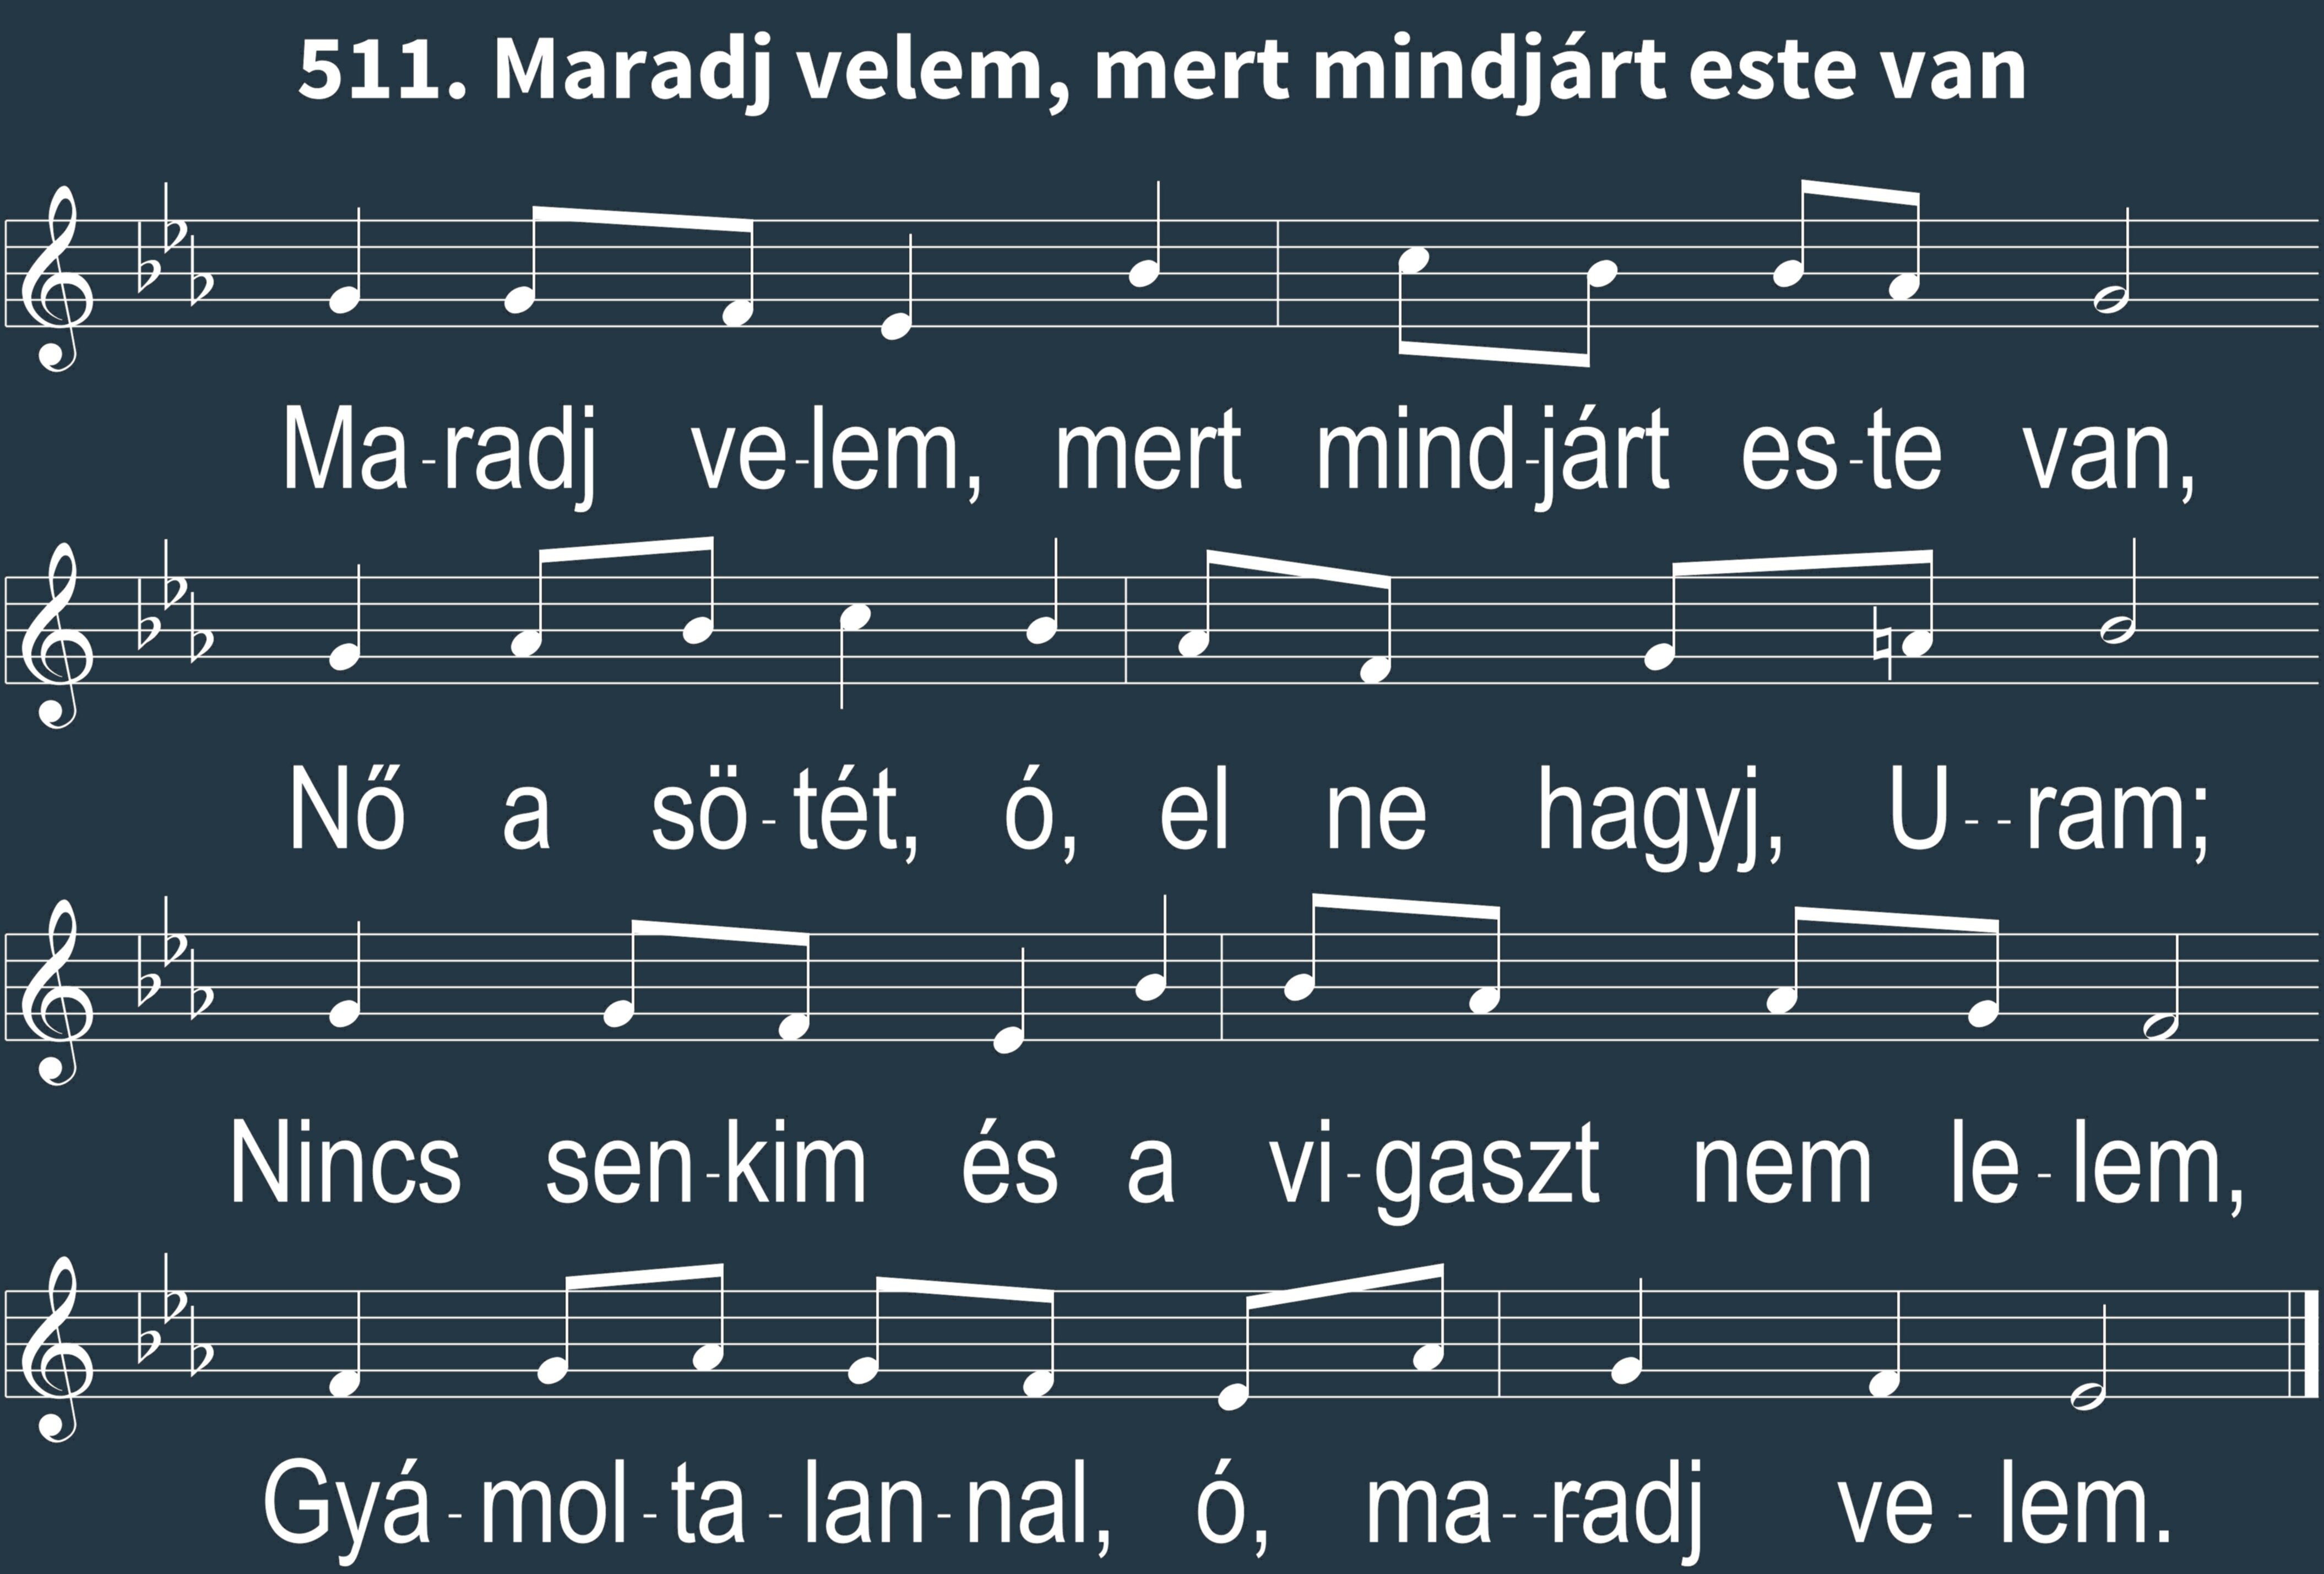 511. Maradj velem, mert mindjárt este van
Ma-radj ve-lem, mert mind-járt es-te van,
Nő a sö-tét, ó, el ne hagyj, U--ram;
Nincs sen-kim és a vi-gaszt nem le-lem,
Gyá-mol-ta-lan-nal, ó, ma--radj ve-lem.